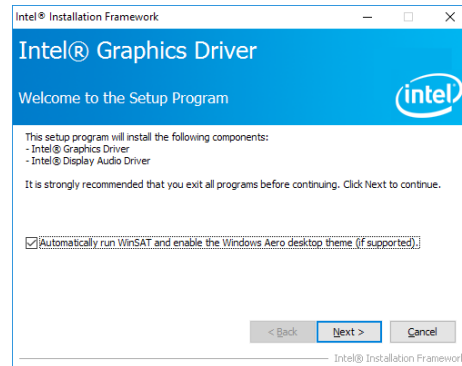 Intel® Installation Framework
Intel® Graphics Driver
Welcome to the Setup Program
intel
This setup program will install the following components:
- Intel® Graphics Driver
- Intel® Display Audio Driver
It is strongly recommended that you exit all programs before continuing. Click Next to continue.
Automatically run WinSAT and enable the Windows Aero desktop theme (if supported).
< Back Next > Cancel
Intel® Installation Framework